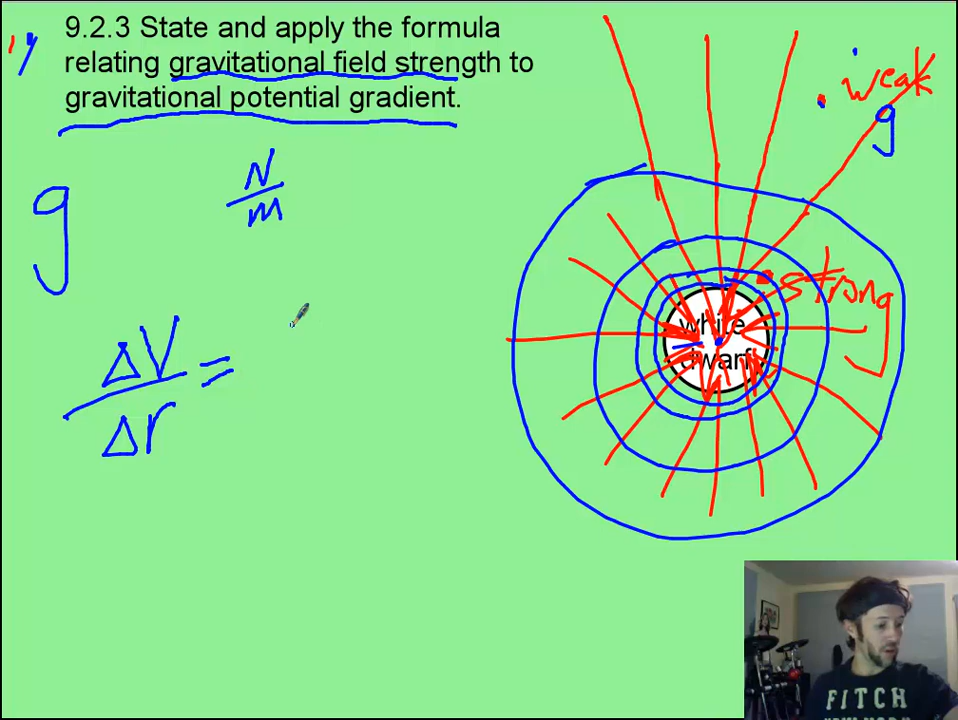 9.2.3 State and apply the formula
relating gravitational field strength to
gravitational potential gradient.
weak
g
g
N
m
strong
white
dwarf
ΔV
=
Δr
FITCH